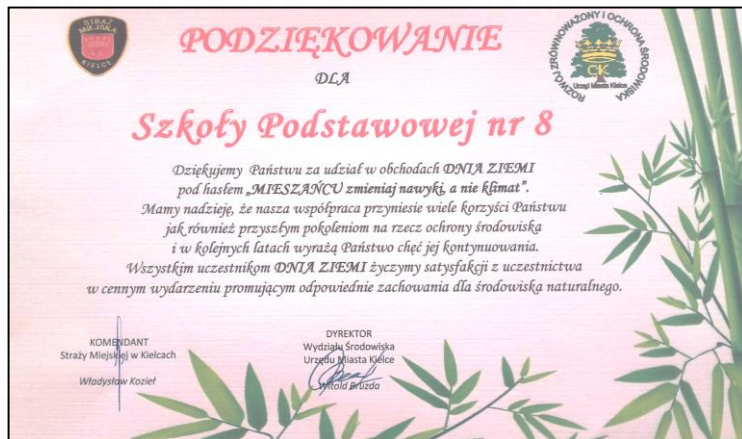 STRAŻ
MIEJSKA
KIELCE
PODZIĘKOWANIE
ROZWÓJ ZRÓWNOWAŻONY I OCHRONA ŚRODOWISKA
CK
Urząd Miasta Kielce
DLA
Szkoły Podstawowej nr 8
Dziękujemy Państwu za udział w obchodach DNIA ZIEMI
pod hasłem „MIESZAŃCU zmieniaj nawyki, a nie klimat”.
Mamy nadzieję, że nasza współpraca przyniesie wiele korzyści Państwu
jak również przyszłym pokoleniom na rzecz ochrony środowiska
i w kolejnych latach wyrażą Państwo chęć jej kontynuowania.
Wszystkim uczestnikom DNIA ZIEMI życzymy satysfakcji z uczestnictwa
w cennym wydarzeniu promującym odpowiednie zachowania dla środowiska naturalnego.
KOMENDANT
Straży Miejskiej w Kielcach
Władysław Kozieł
DYREKTOR
Wydziału Środowiska
Urzędu Miasta Kielce
Witold Bruzda